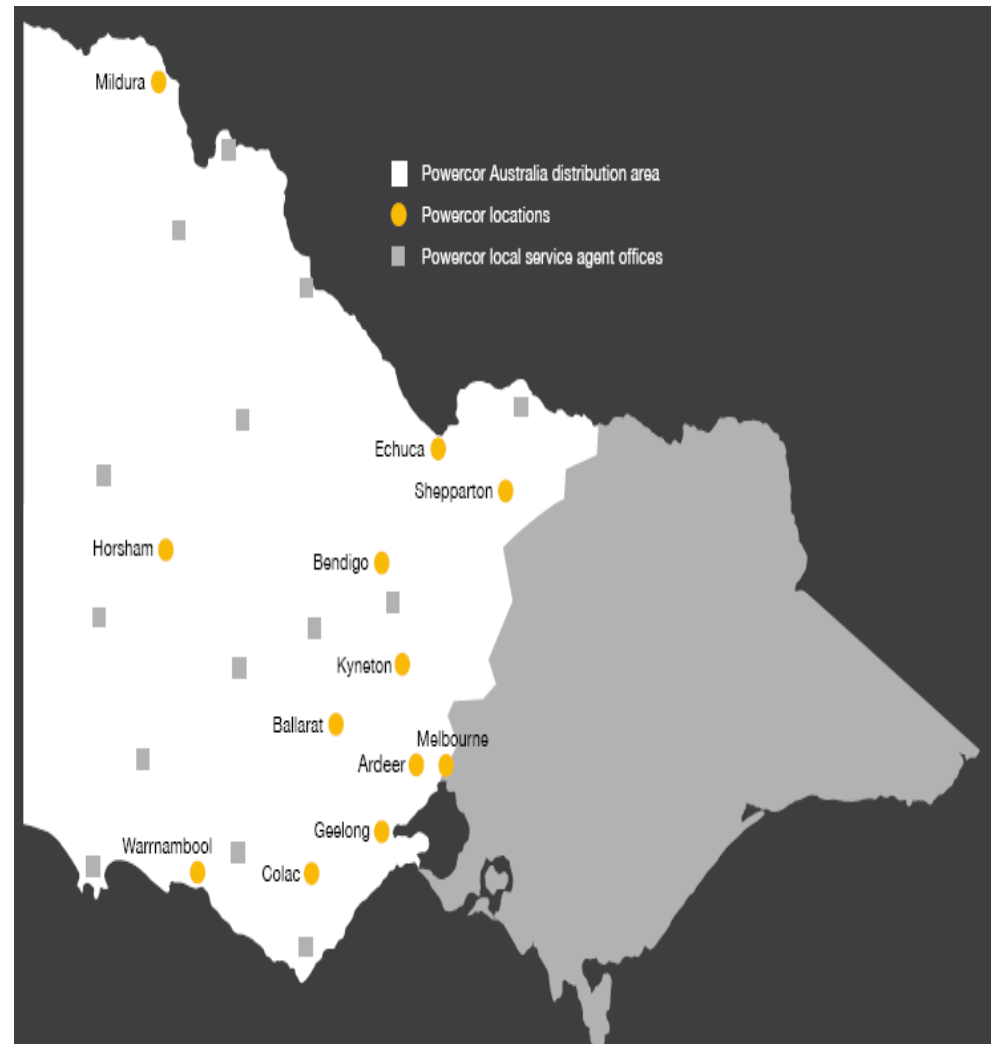 Mildura
Powercor Australia distribution area
Powercor locations
Powercor local service agent offices
Echuca
Shepparton
Horsham
Bendigo
Kyneton
Ballarat
Melbourne
Ardeer
Geelong
Warrnambool
Colac